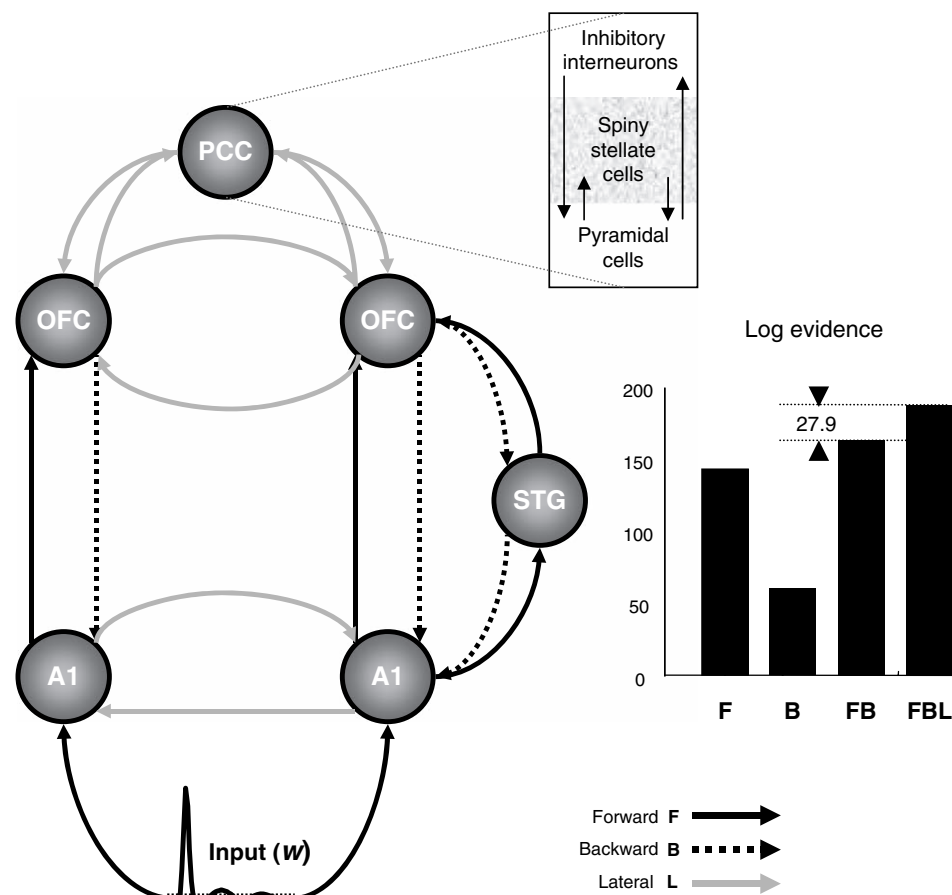 Inhibitory
interneurons
Spiny
stellate
cells
Pyramidal
cells
PCC
OFC
OFC
STG
A1
A1
Input (w)
Log evidence
200
150
100
50
0
27.9
F
B
FB
FBL
Forward F
Backward B
Lateral L